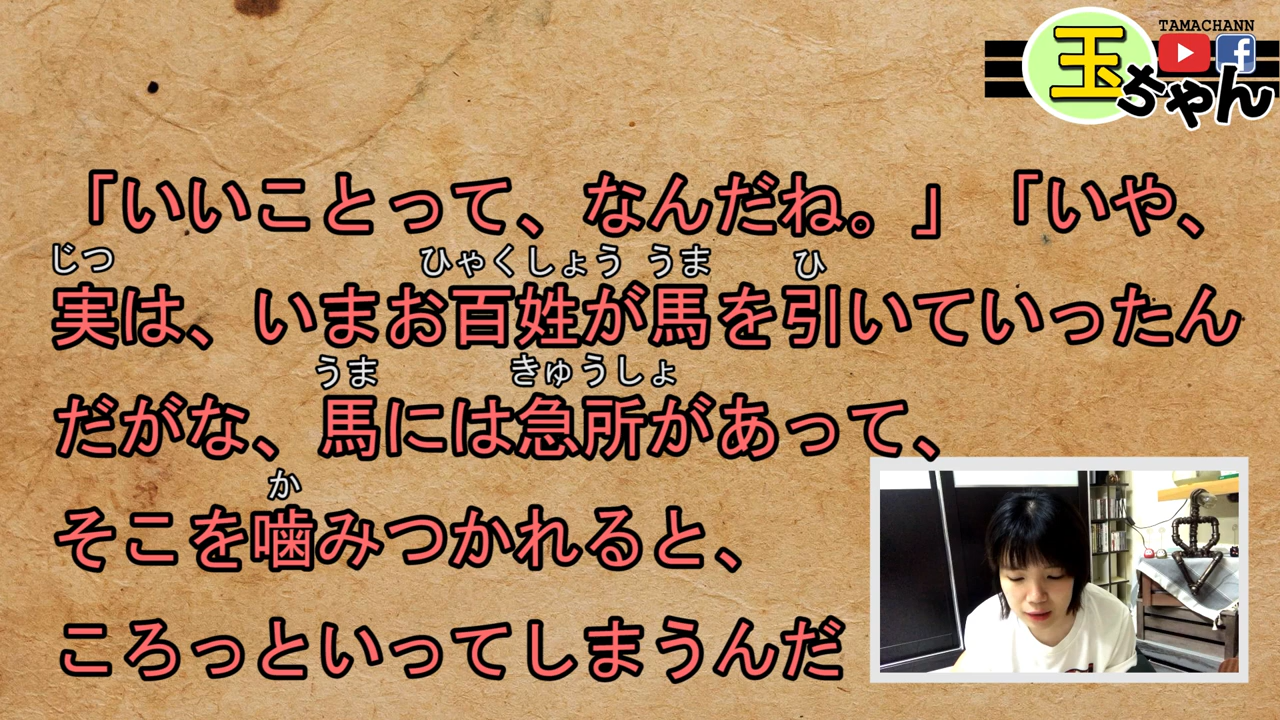 TAMACHANN
玉ちゃん
「いいことって、なんだね。」「いや、
じつ ひゃくしょう うま ひ
実は、いまお百姓が馬を引いていったん
うま きゅうしょ
だがな、馬には急所があって、
か
そこを噛みつかれると、
ころっといってしまうんだ